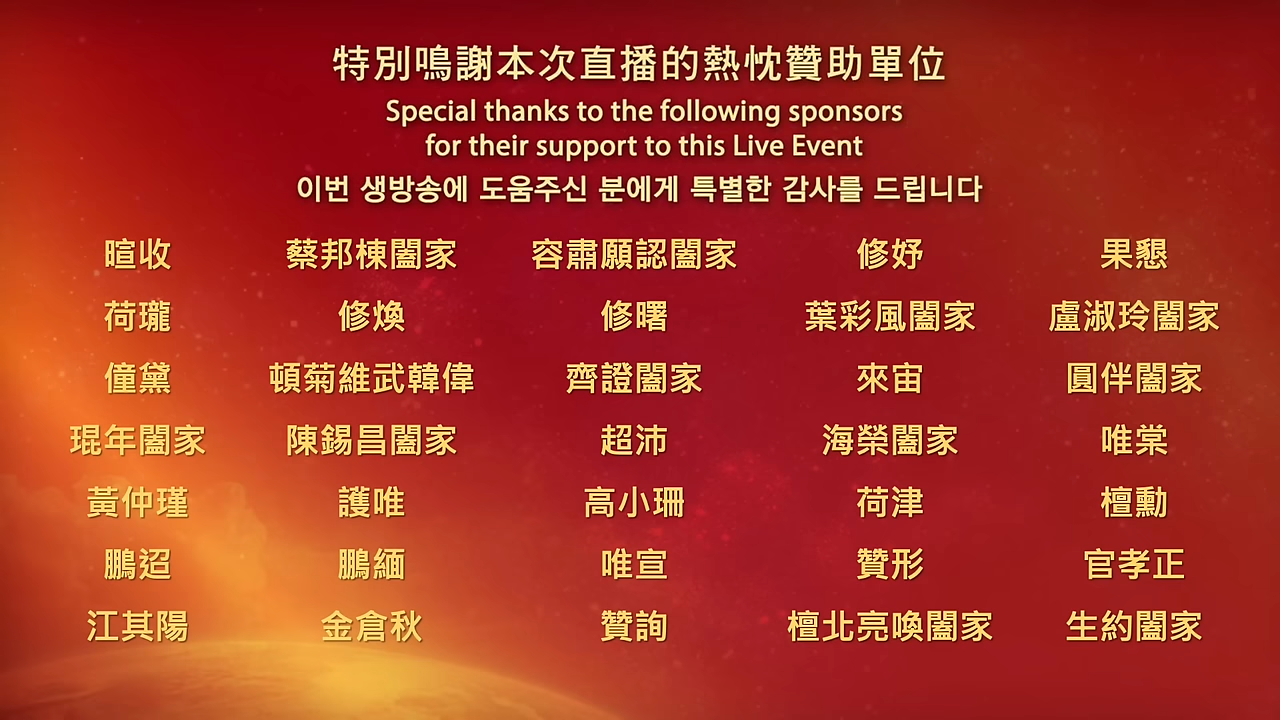 特別鳴謝本次直播的熱忱贊助單位
Special thanks to the following sponsors
for their support to this Live Event
이번 생방송에 도움주신 분에게 특별한 감사를 드립니다
暄收 蔡邦棟闔家 容肅願認闔家 修妤 果懇
荷瓏 修煥 修曙 葉彩風闔家 盧淑玲闔家
僮黛 頓菊維武韓偉 齊證闔家 來宙 圓伴闔家
琨年闔家 陳錫昌闔家 超沛 海榮闔家 唯棠
黃仲瑾 護唯 高小珊 荷津 檀勳
鵬迢 鵬緬 唯宣 贊形 官孝正
江其陽 金倉秋 贊詢 檀北亮喚闔家 生約闔家